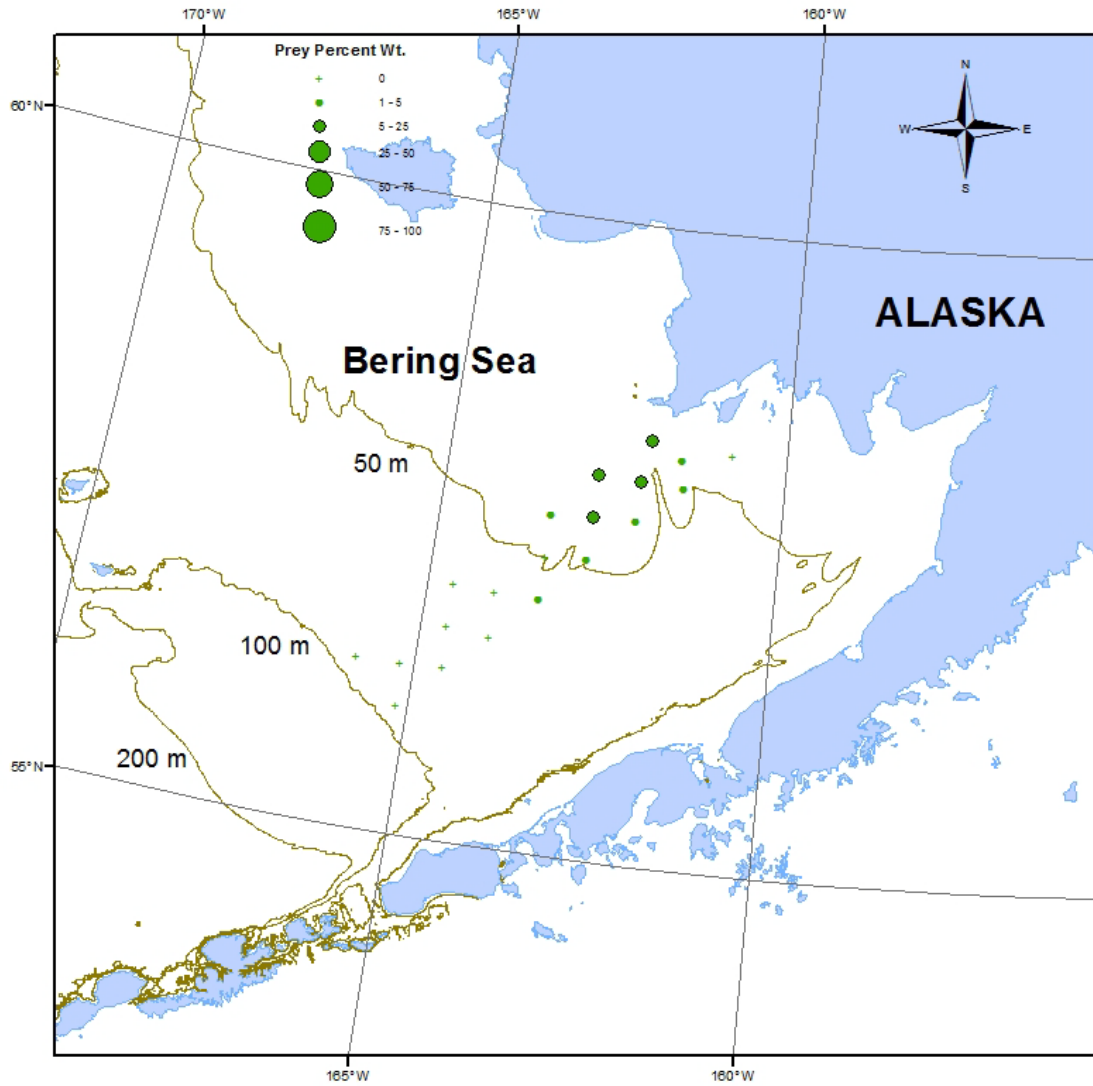 170°W 165°W 160°W
Prey Percent Wt.
0
1 - 5
5 - 25
25 - 50
50 - 75
75 - 100
N
W E
S
60°N
ALASKA
Bering Sea
50 m
100 m
200 m
55°N
165°W 160°W